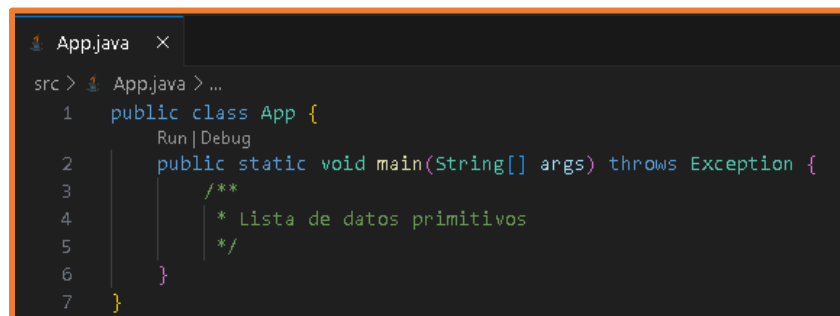 App.java ×
src > App.java > ...
1 public class App {
Run | Debug
2 public static void main(String[] args) throws Exception {
3 /**
4 * Lista de datos primitivos
5 */
6 }
7 }